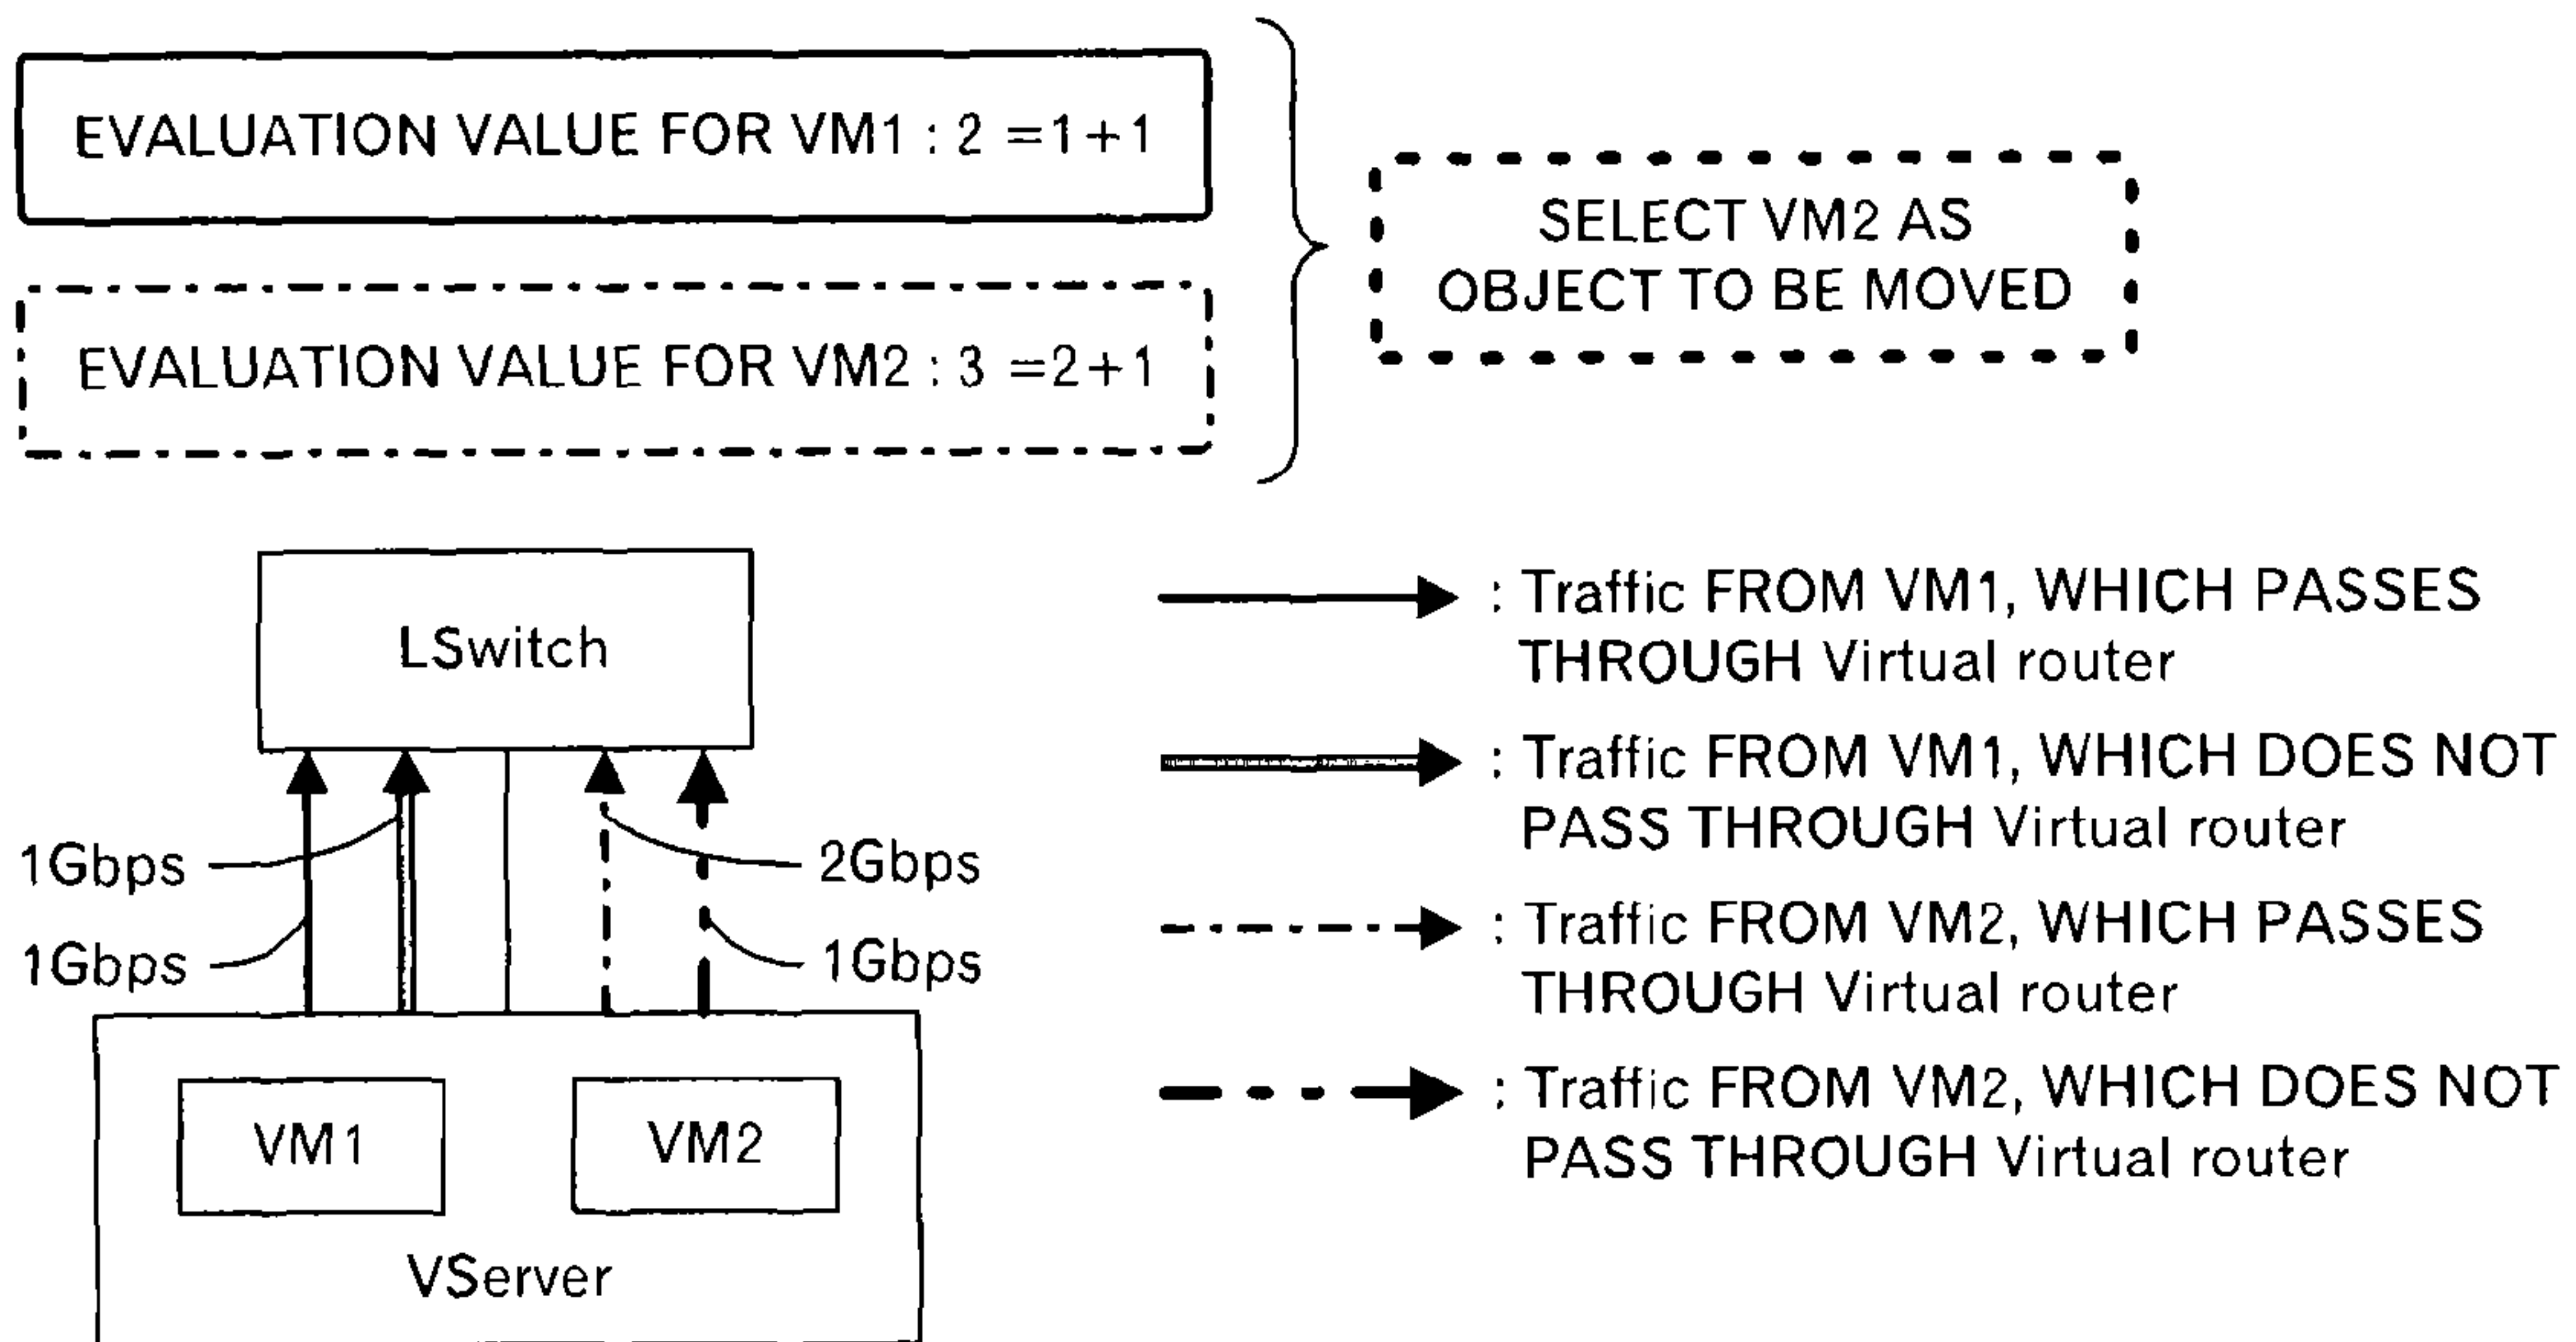 EVALUATION VALUE FOR VM1 : 2 =1+1
SELECT VM2 AS
OBJECT TO BE MOVED
EVALUATION VALUE FOR VM2 : 3 =2+1
LSwitch
1Gbps
1Gbps
2Gbps
1Gbps
VM1
VM2
VServer
: Traffic FROM VM1, WHICH PASSES
THROUGH Virtual router
: Traffic FROM VM1, WHICH DOES NOT
PASS THROUGH Virtual router
: Traffic FROM VM2, WHICH PASSES
THROUGH Virtual router
: Traffic FROM VM2, WHICH DOES NOT
PASS THROUGH Virtual router